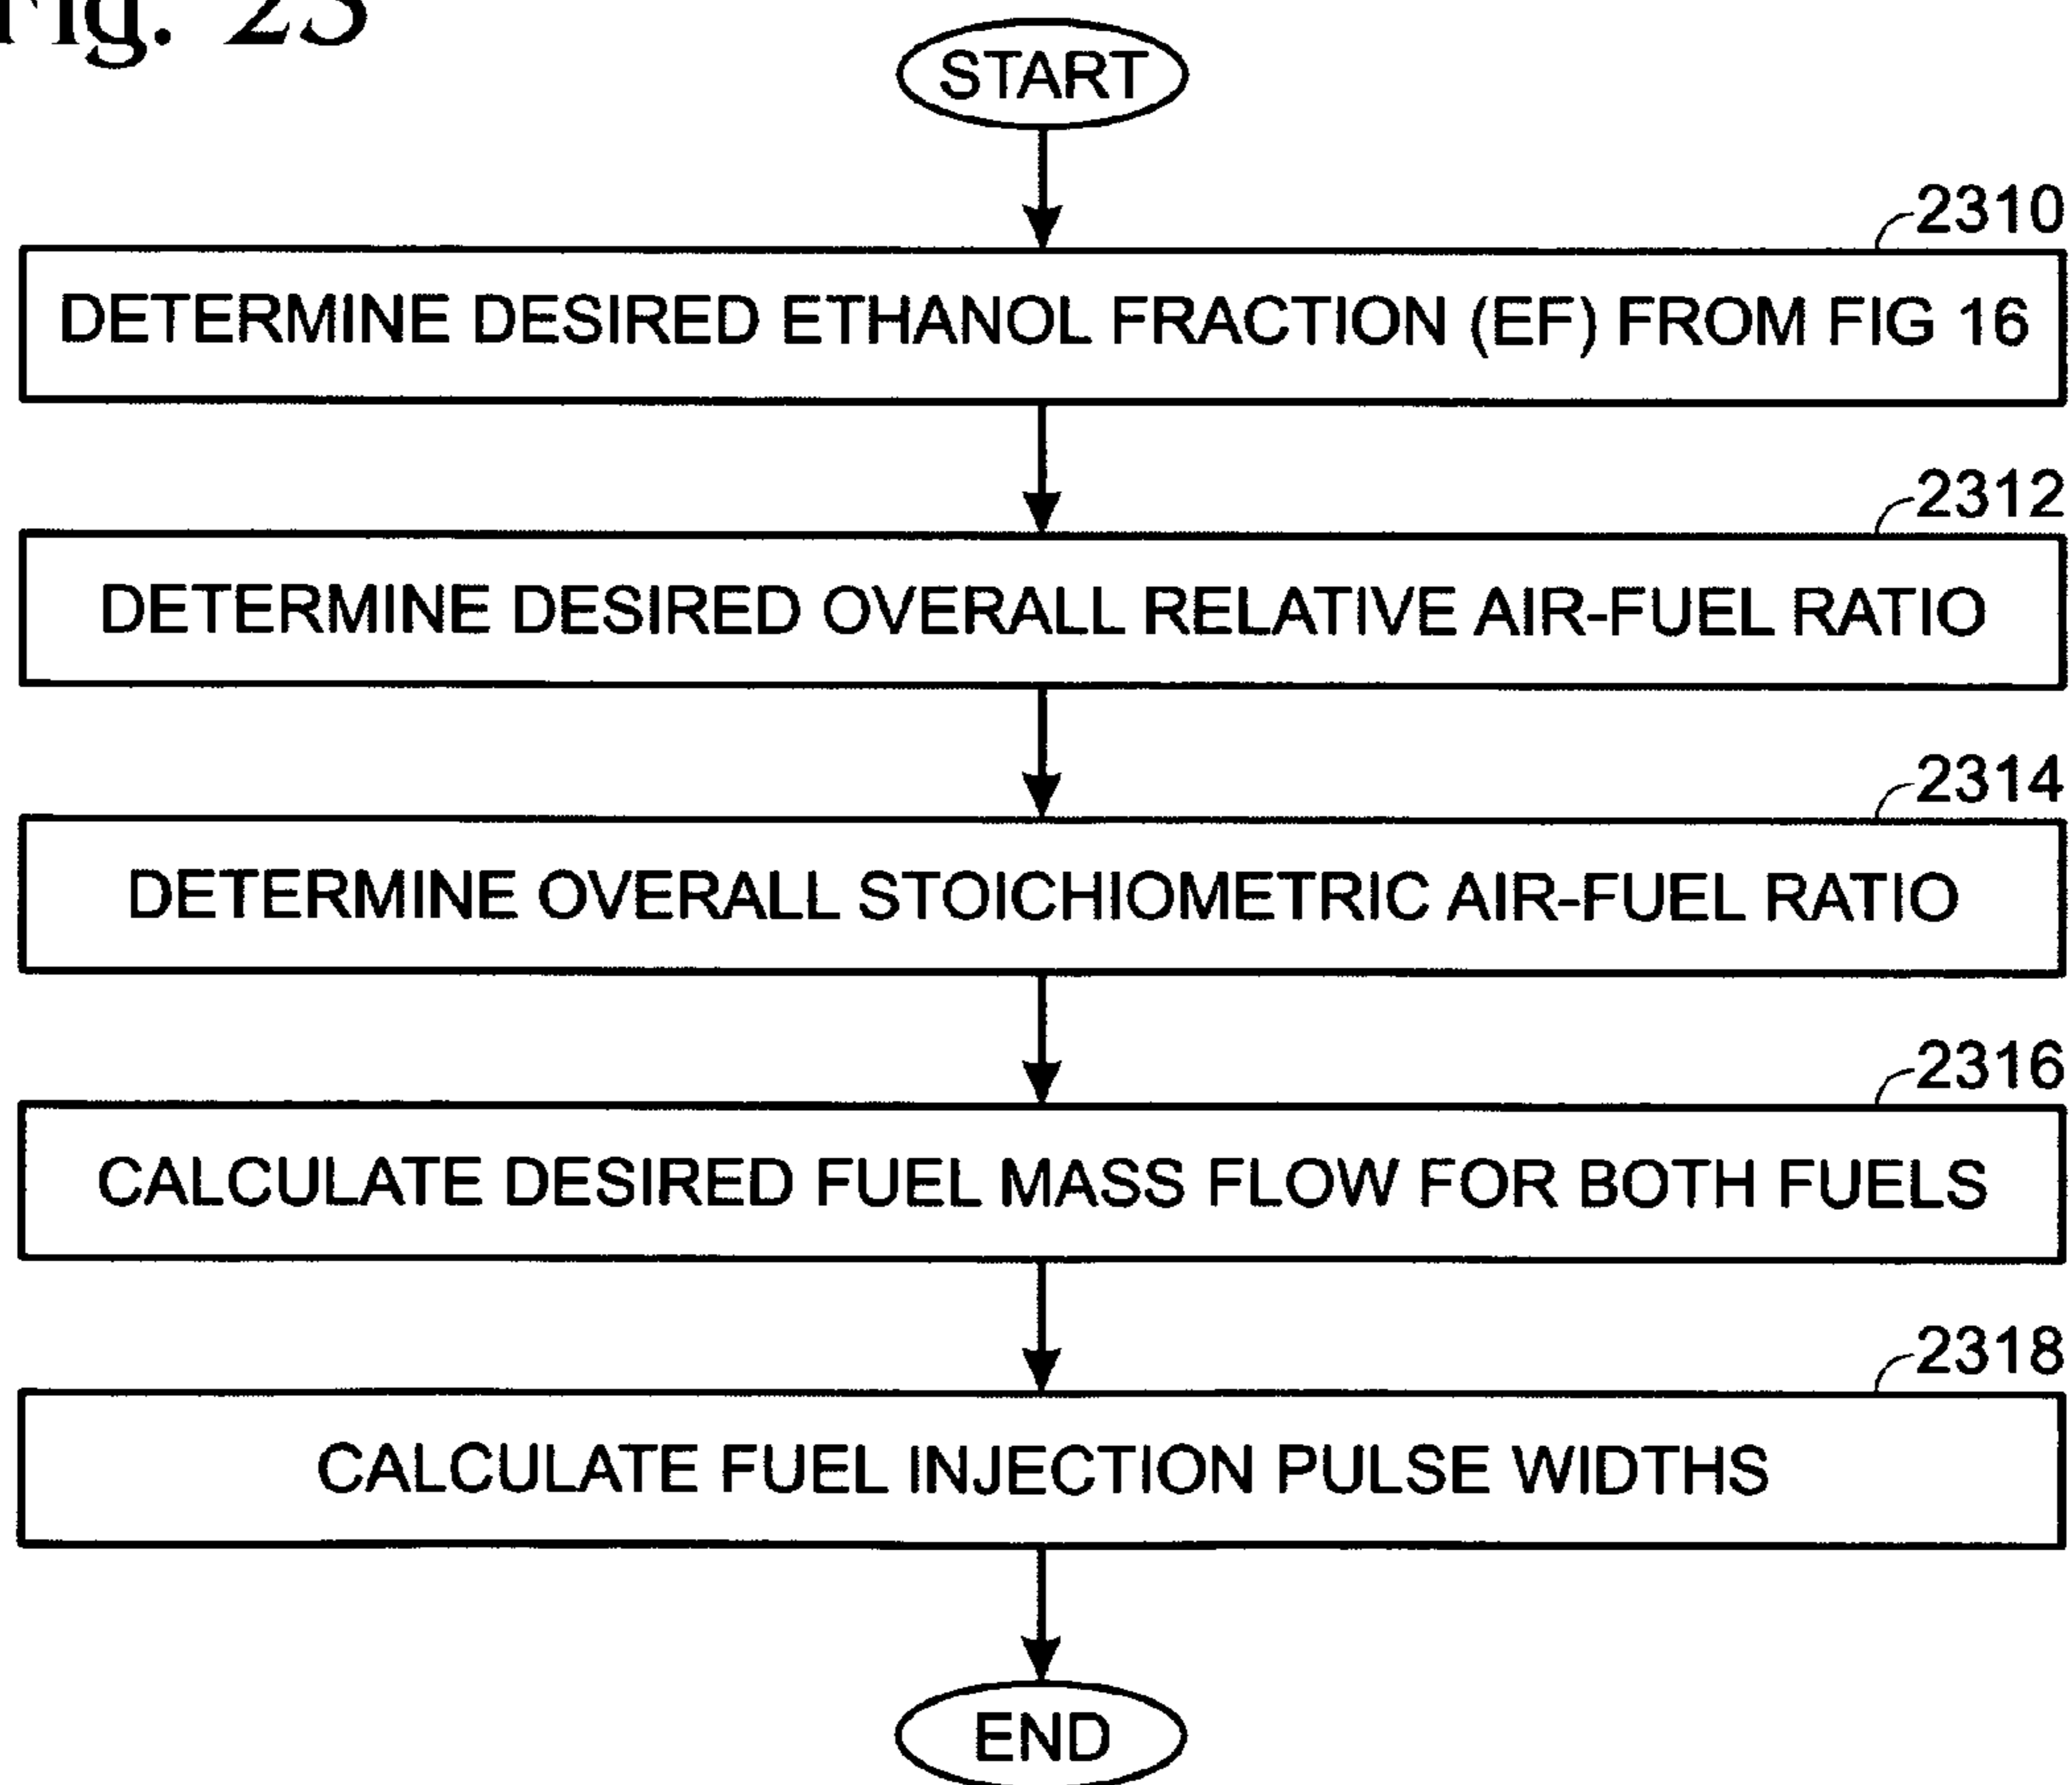 Fig. 23
START
2310
DETERMINE DESIRED ETHANOL FRACTION (EF) FROM FIG 16
2312
DETERMINE DESIRED OVERALL RELATIVE AIR-FUEL RATIO
2314
DETERMINE OVERALL STOICHIOMETRIC AIR-FUEL RATIO
2316
CALCULATE DESIRED FUEL MASS FLOW FOR BOTH FUELS
2318
CALCULATE FUEL INJECTION PULSE WIDTHS
END